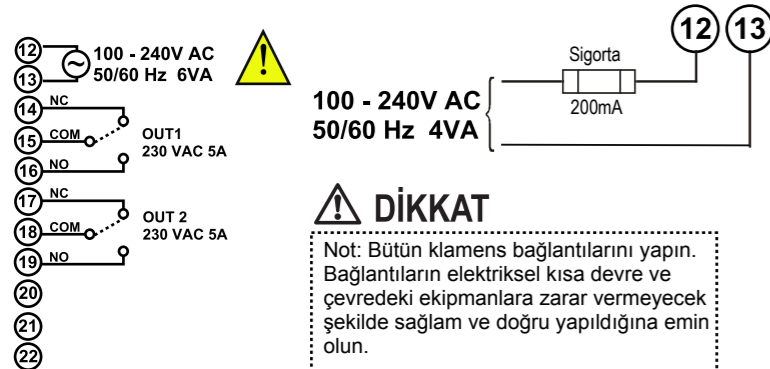 12
13
100 - 240V AC
50/60 Hz 6VA
!
14 NC
15 COM
OUT1
230 VAC 5A
16 NO
17 NC
18 COM
OUT 2
230 VAC 5A
19 NO
20
21
22
12 13
Sigorta
200mA
100 - 240V AC
50/60 Hz 4VA
! DİKKAT
Not: Bütün klamens bağlantılarını yapın.
Bağlantıların elektriksel kısa devre ve
çevredeki ekipmanlara zarar vermeyecek
şekilde sağlam ve doğru yapıldığına emin
olun.